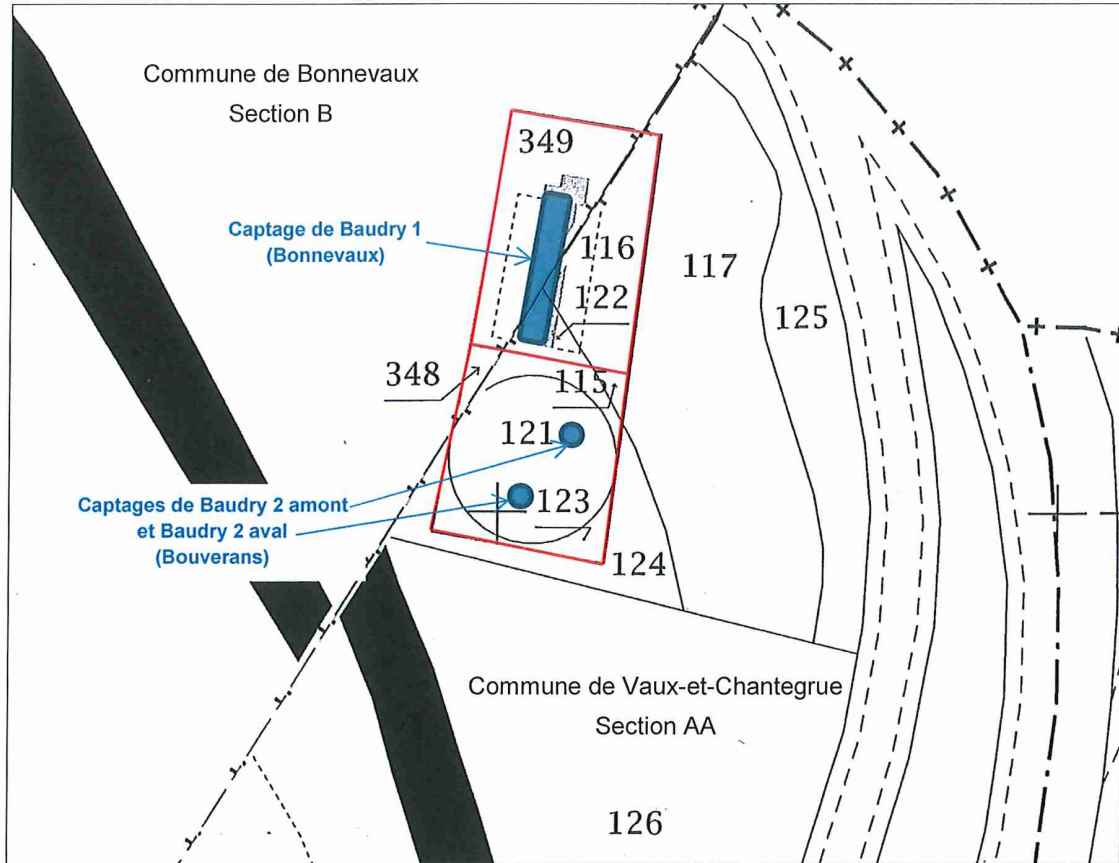 Commune de Bonnevaux
Section B
349
Captage de Baudry 1
(Bonnevaux)
116
117
122
125
348
115
121
Captages de Baudry 2 amont
et Baudry 2 aval
(Bouverans)
123
124
Commune de Vaux-et-Chantegrue
Section AA
126